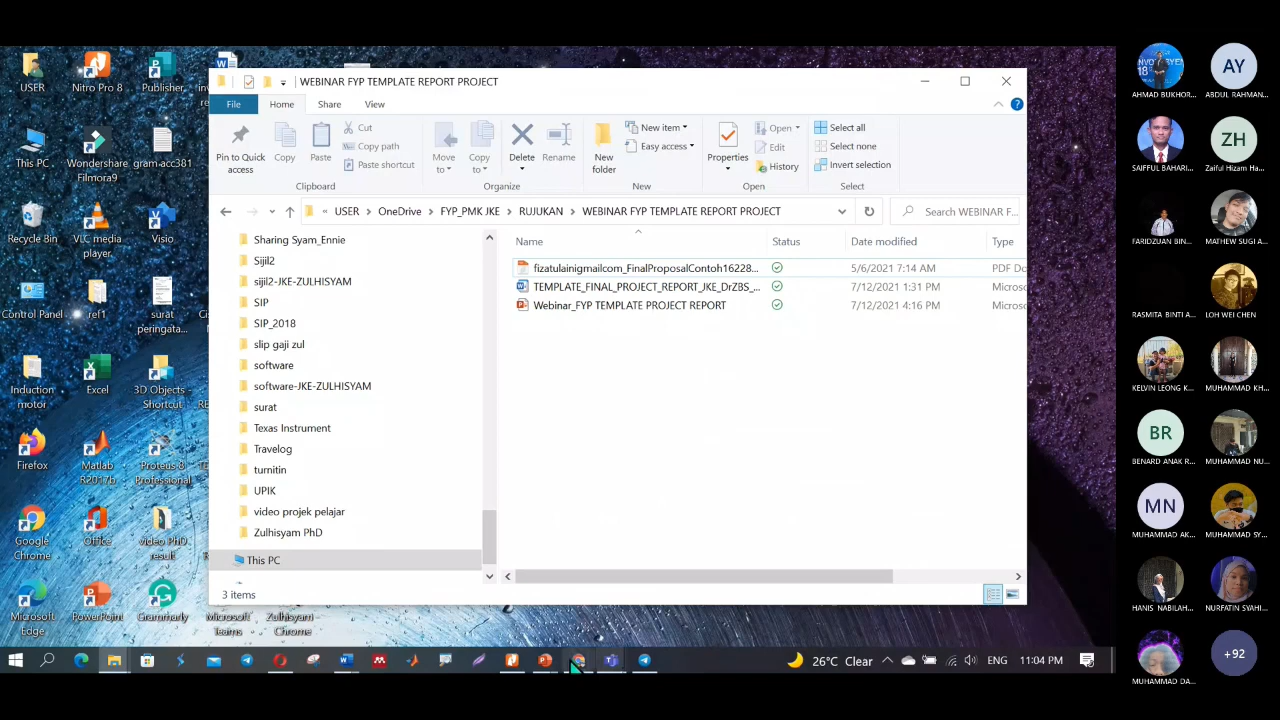 WEBINAR FYP TEMPLATE REPORT PROJECT
File
Home
Share
View
Pin to Quick access
Copy
Paste
Cut
Copy path
Paste shortcut
Clipboard
Move to
Copy to
Delete
Rename
Organize
New folder
New item
Easy access
New
Properties
Open
Edit
History
Open
Select all
Select none
Invert selection
Select
« USER > OneDrive > FYP_PMK JKE > RUJUKAN > WEBINAR FYP TEMPLATE REPORT PROJECT
Search WEBINAR F...
Sharing Syam_Ennie
Sijil2
sijil2-JKE-ZULHISYAM
SIP
SIP_2018
slip gaji zul
software
software-JKE-ZULHISYAM
surat
Texas Instrument
Travelog
turnitin
UPIK
video projek pelajar
Zulhisyam PhD
This PC
Name
Status
Date modified
Type
fizatulainigmailcom_FinalProposalContoh16228...
5/6/2021 7:14 AM
PDF Do
TEMPLATE_FINAL_PROJECT_REPORT_JKE_DrZBS_...
7/12/2021 1:31 PM
Micros
Webinar_FYP TEMPLATE PROJECT REPORT
7/12/2021 4:16 PM
Micros
3 items
USER
Nitro Pro 8
Publisher
This PC
Wondershare Filmora9
gram-acc381
Recycle Bin
VLC media player
Visio
Control Panel
ref1
surat peringata...
Induction motor
Excel
3D Objects - Shortcut
Firefox
Matlab R2017b
Proteus 8 Professional
Google Chrome
Office
video PhD result
Microsoft Edge
PowerPoint
Grammarly
Microsoft Teams
Zulhisyam Chrome
26°C Clear
ENG
11:04 PM
AHMAD BUKHOR...
AY
ABDUL RAHMAN...
SAIFFUL BAHARI...
ZH
Zaiful Hizam Ha...
FARIDZUAN BIN...
MATHEW SUGI A...
RASMITA BINTI A...
LOH WEI CHEN
KELVIN LEONG K...
MUHAMMAD KH...
BR
BENARD ANAK R...
MUHAMMAD NU...
MN
MUHAMMAD AK...
MUHAMMAD SY...
HANIS NABILAH...
NURFATIN SYAHI...
MUHAMMAD DA...
+92